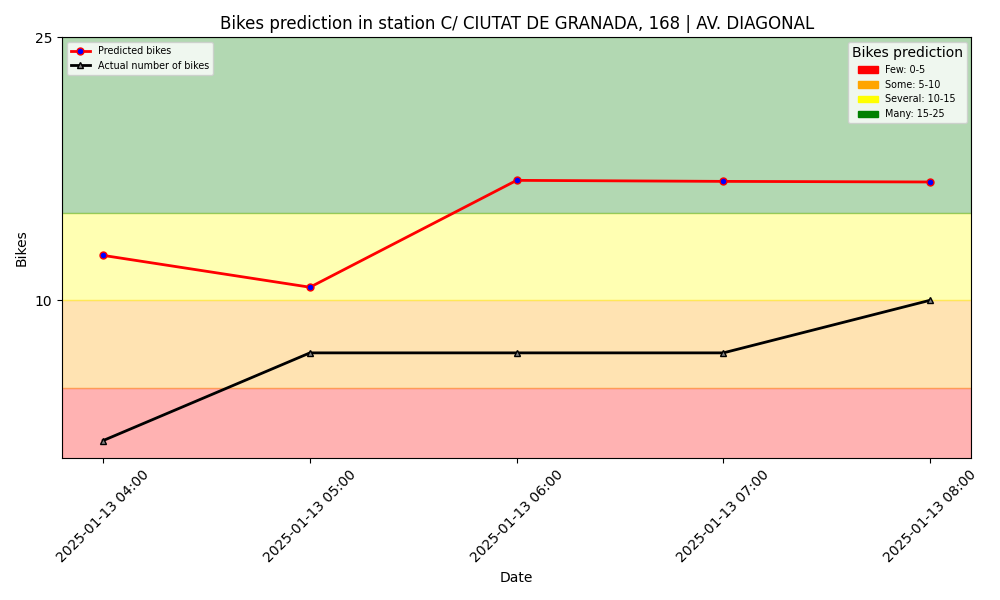 Bikes prediction in station C/ CIUTAT DE GRANADA, 168 | AV. DIAGONAL
25
Predicted bikes
Actual number of bikes
Bikes prediction
Few: 0-5
Some: 5-10
Several: 10-15
Many: 15-25
Bikes
10
2025-01-13 04:00
2025-01-13 05:00
2025-01-13 06:00
2025-01-13 07:00
2025-01-13 08:00
Date